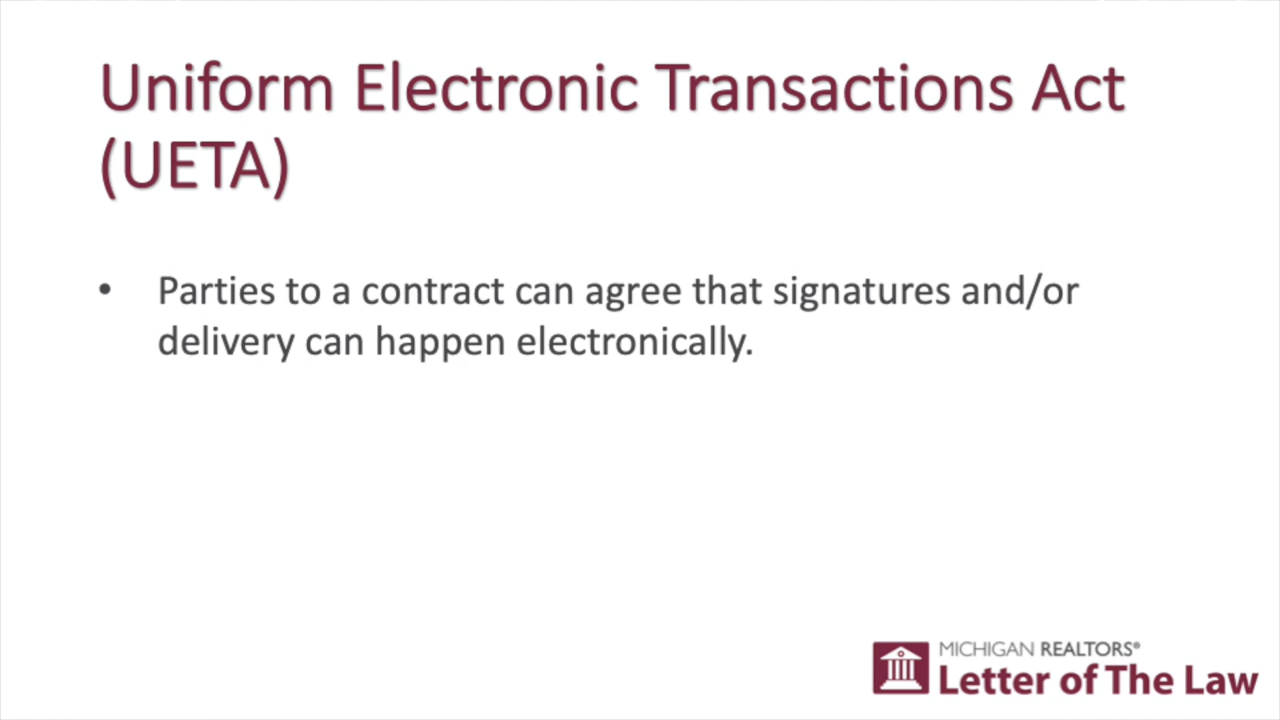 Uniform Electronic Transactions Act
(UETA)
• Parties to a contract can agree that signatures and/or
delivery can happen electronically.
MICHIGAN REALTORS®
Letter of The Law